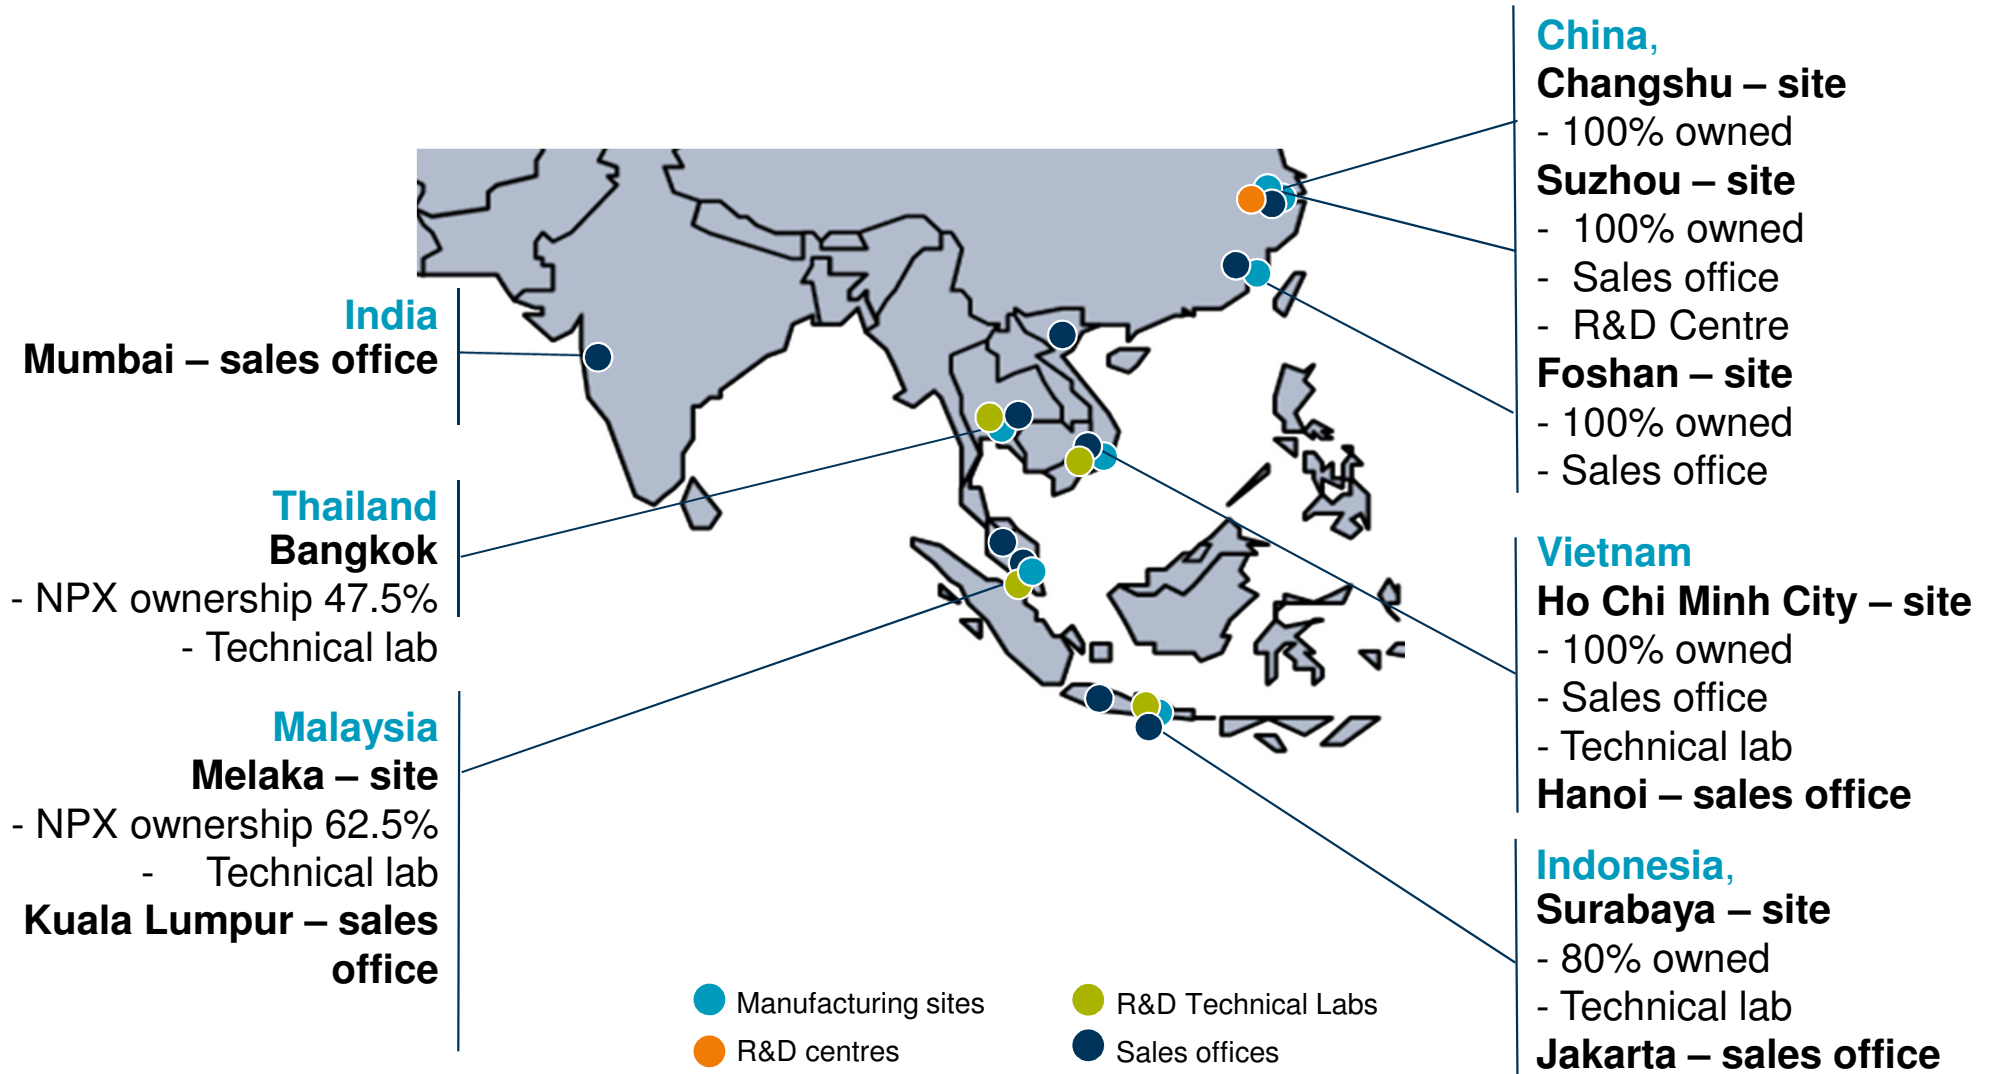 India
Mumbai – sales office
Thailand
Bangkok
- NPX ownership 47.5%
- Technical lab
Malaysia
Melaka – site
- NPX ownership 62.5%
- Technical lab
Kuala Lumpur – sales
office
China,
Changshu – site
- 100% owned
Suzhou – site
- 100% owned
- Sales office
- R&D Centre
Foshan – site
- 100% owned
- Sales office
Vietnam
Ho Chi Minh City – site
- 100% owned
- Sales office
- Technical lab
Hanoi – sales office
Indonesia,
Surabaya – site
- 80% owned
- Technical lab
Jakarta – sales office
Manufacturing sites
R&D centres
R&D Technical Labs
Sales offices